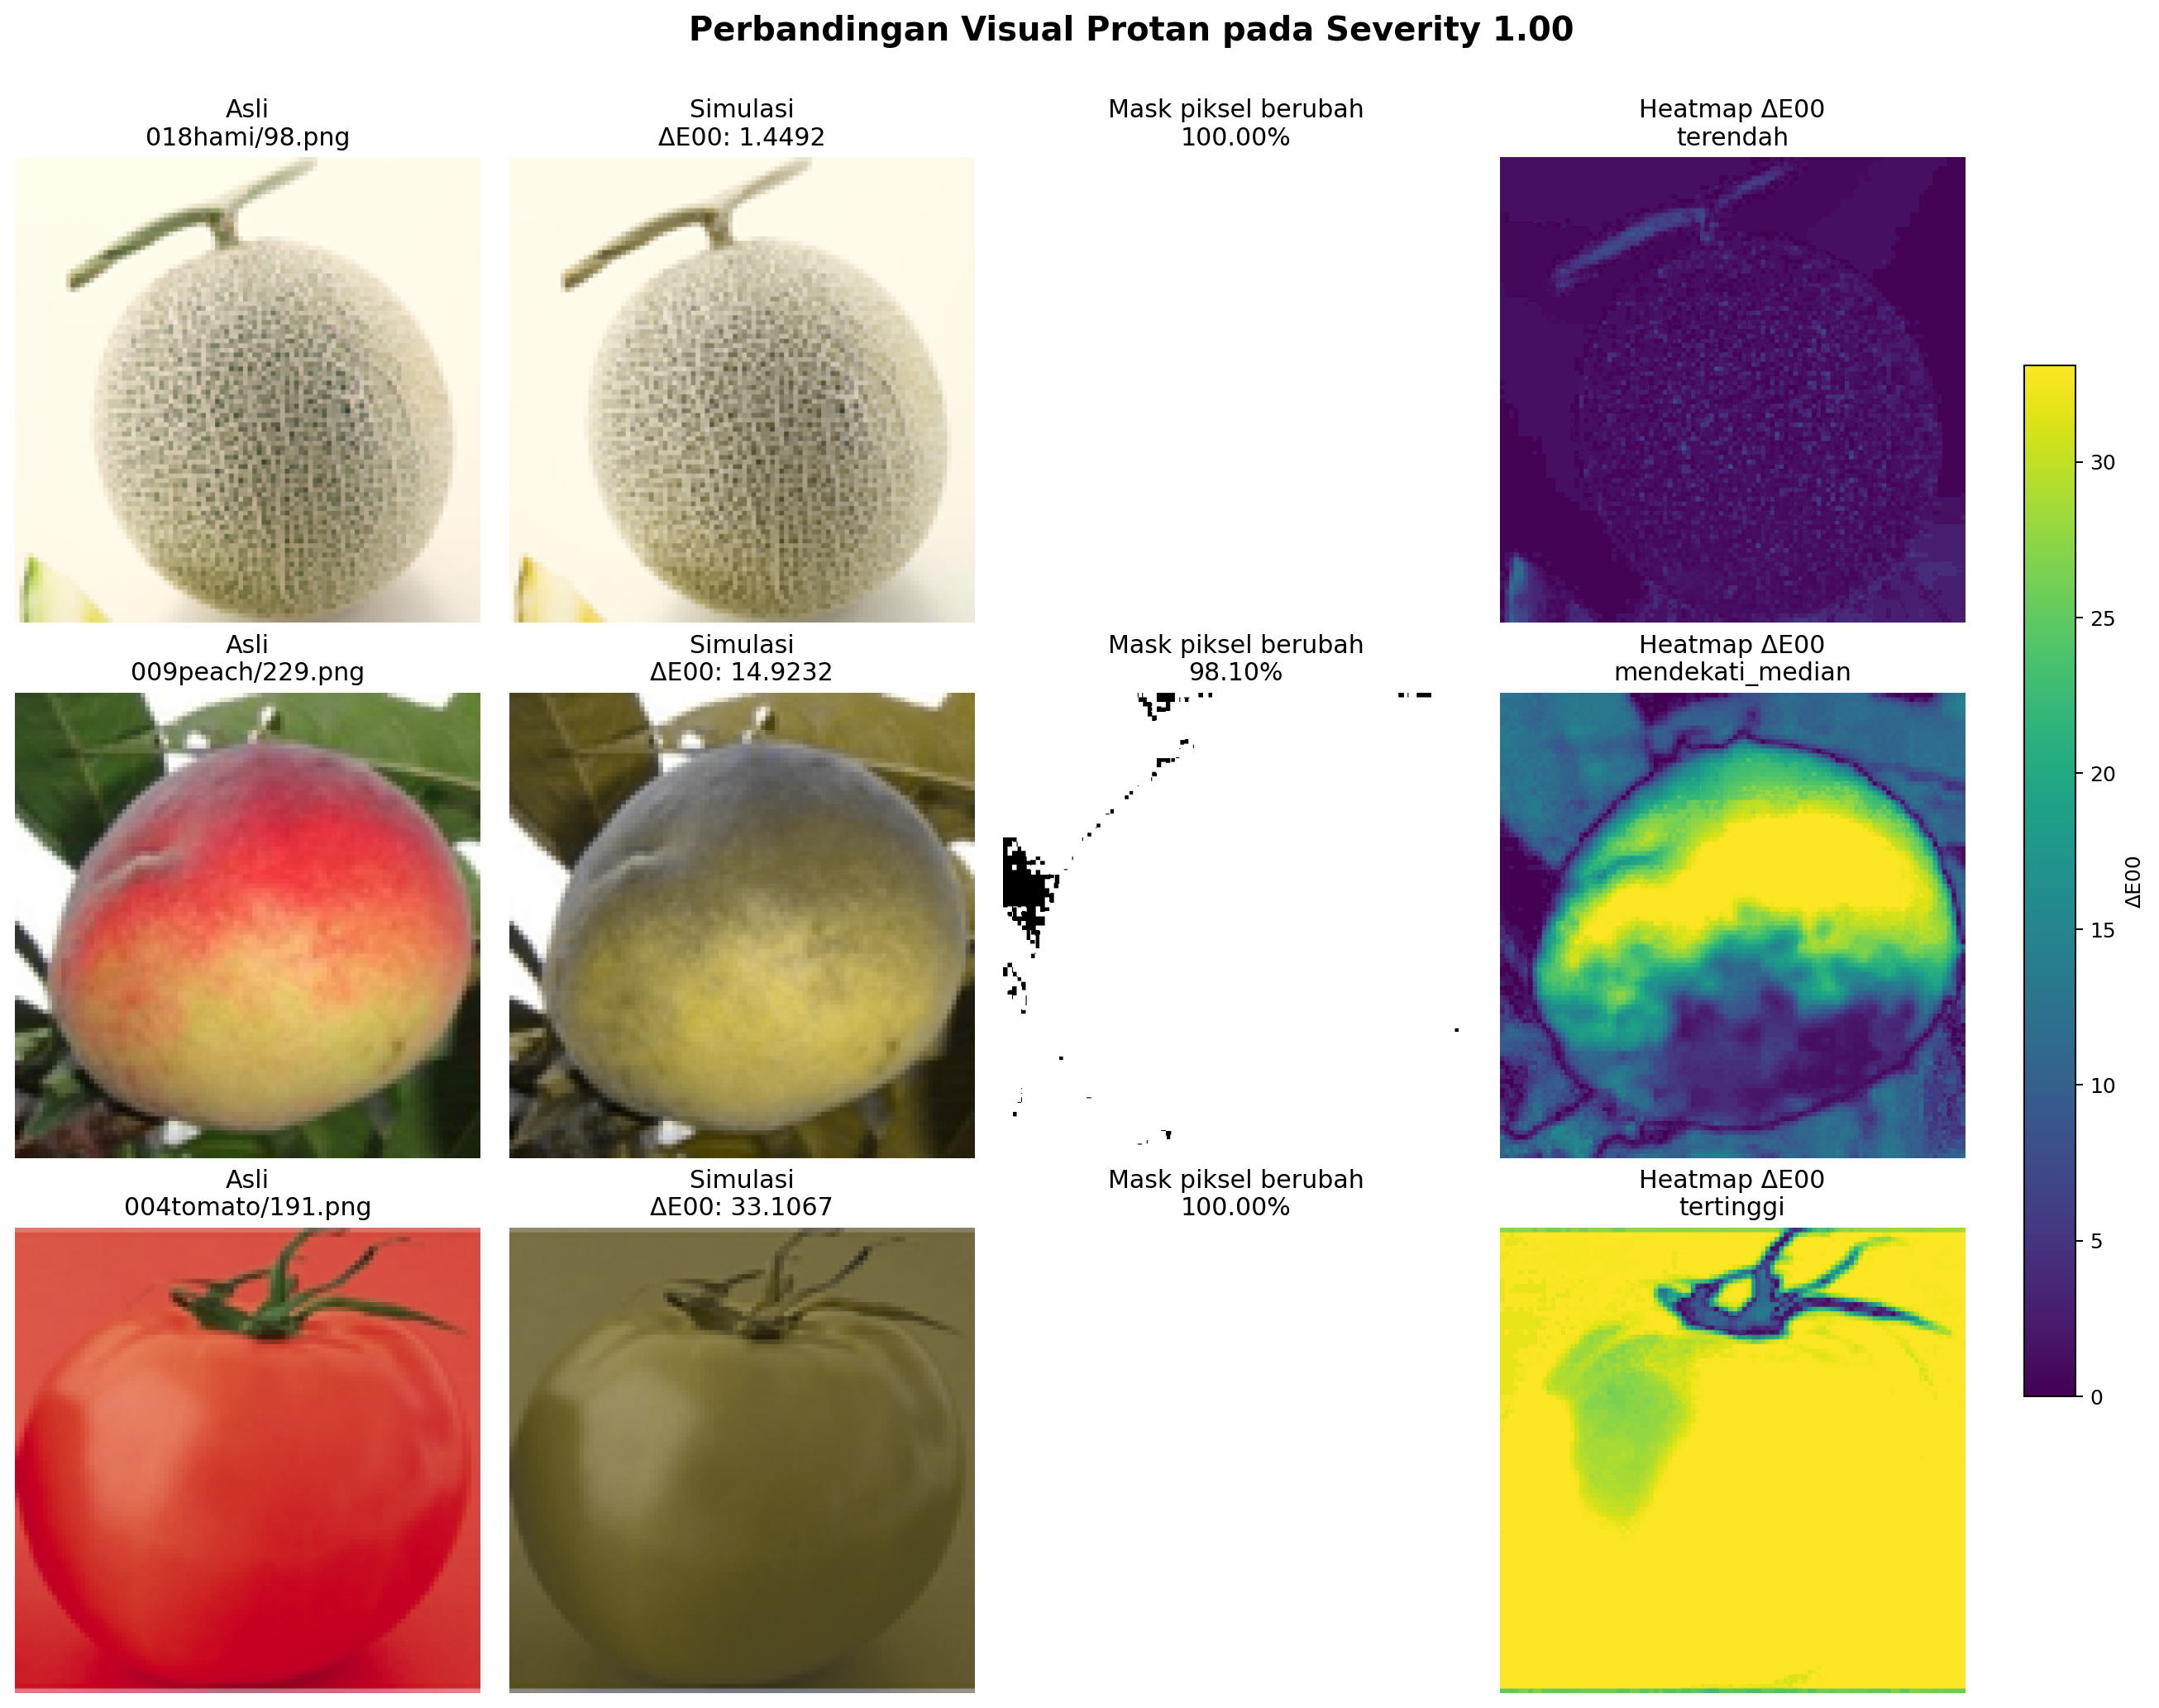 Perbandingan Visual Protan pada Severity 1.00
Asli
018hami/98.png
Simulasi
ΔE00: 1.4492
Mask piksel berubah
100.00%
Heatmap ΔE00
terendah
Asli
009peach/229.png
Simulasi
ΔE00: 14.9232
Mask piksel berubah
98.10%
Heatmap ΔE00
mendekati_median
Asli
004tomato/191.png
Simulasi
ΔE00: 33.1067
Mask piksel berubah
100.00%
Heatmap ΔE00
tertinggi
30
25
20
15
10
5
0
ΔE00